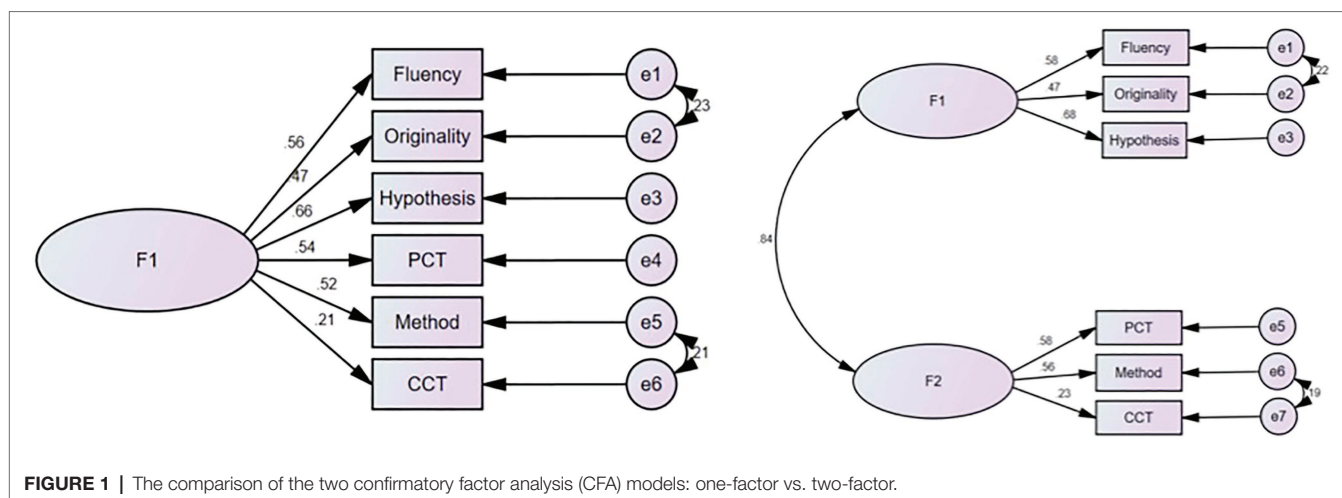 F1
.56
.47
.66
.54
.52
.21
Fluency
Originality
Hypothesis
PCT
Method
CCT
e1
e2
e3
e4
e5
e6
.23
.21
F1
.58
.47
.68
Fluency
Originality
Hypothesis
e1
e2
e3
.22
.84
F2
.58
.56
.23
PCT
Method
CCT
e5
e6
e7
.19
FIGURE 1 | The comparison of the two confirmatory factor analysis (CFA) models: one-factor vs. two-factor.